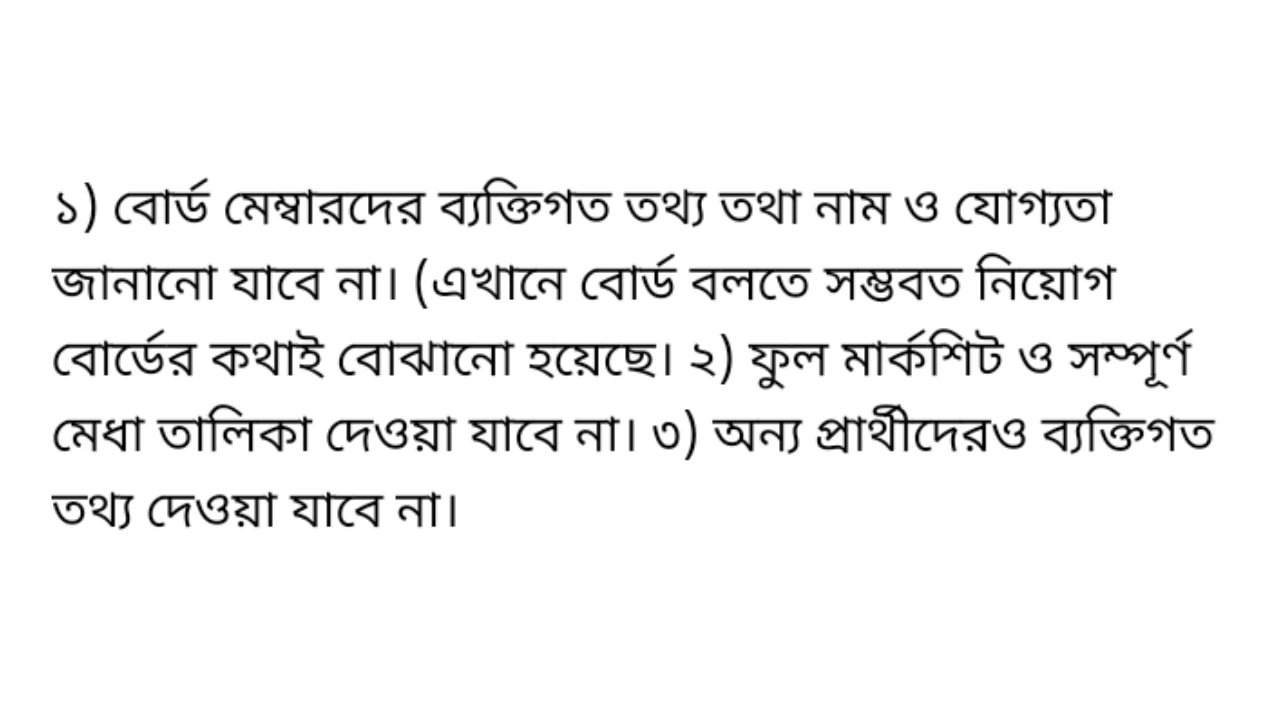 ১) বোর্ড মেম্বারদের ব্যক্তিগত তথ্য তথা নাম ও যোগ্যতা
জানানো যাবে না। (এখানে বোর্ড বলতে সম্ভবত নিয়োগ
বোর্ডের কথাই বোঝানো হয়েছে। ২) ফুল মার্কশিট ও সম্পূর্ণ
মেধা তালিকা দেওয়া যাবে না। ৩) অন্য প্রার্থীদেরও ব্যক্তিগত
তথ্য দেওয়া যাবে না।